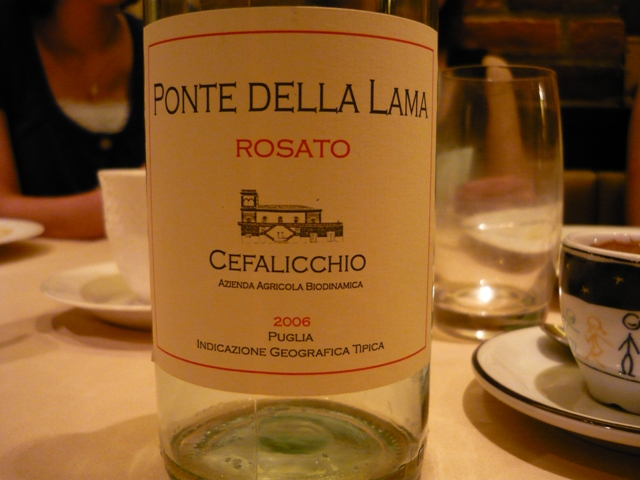 PONTE DELLA LAMA
ROSATO
CEFALICCHIO
AZIENDA AGRICOLA BIODINAMICA
2006
PUGLIA
INDICAZIONE GEOGRAFICA TIPICA